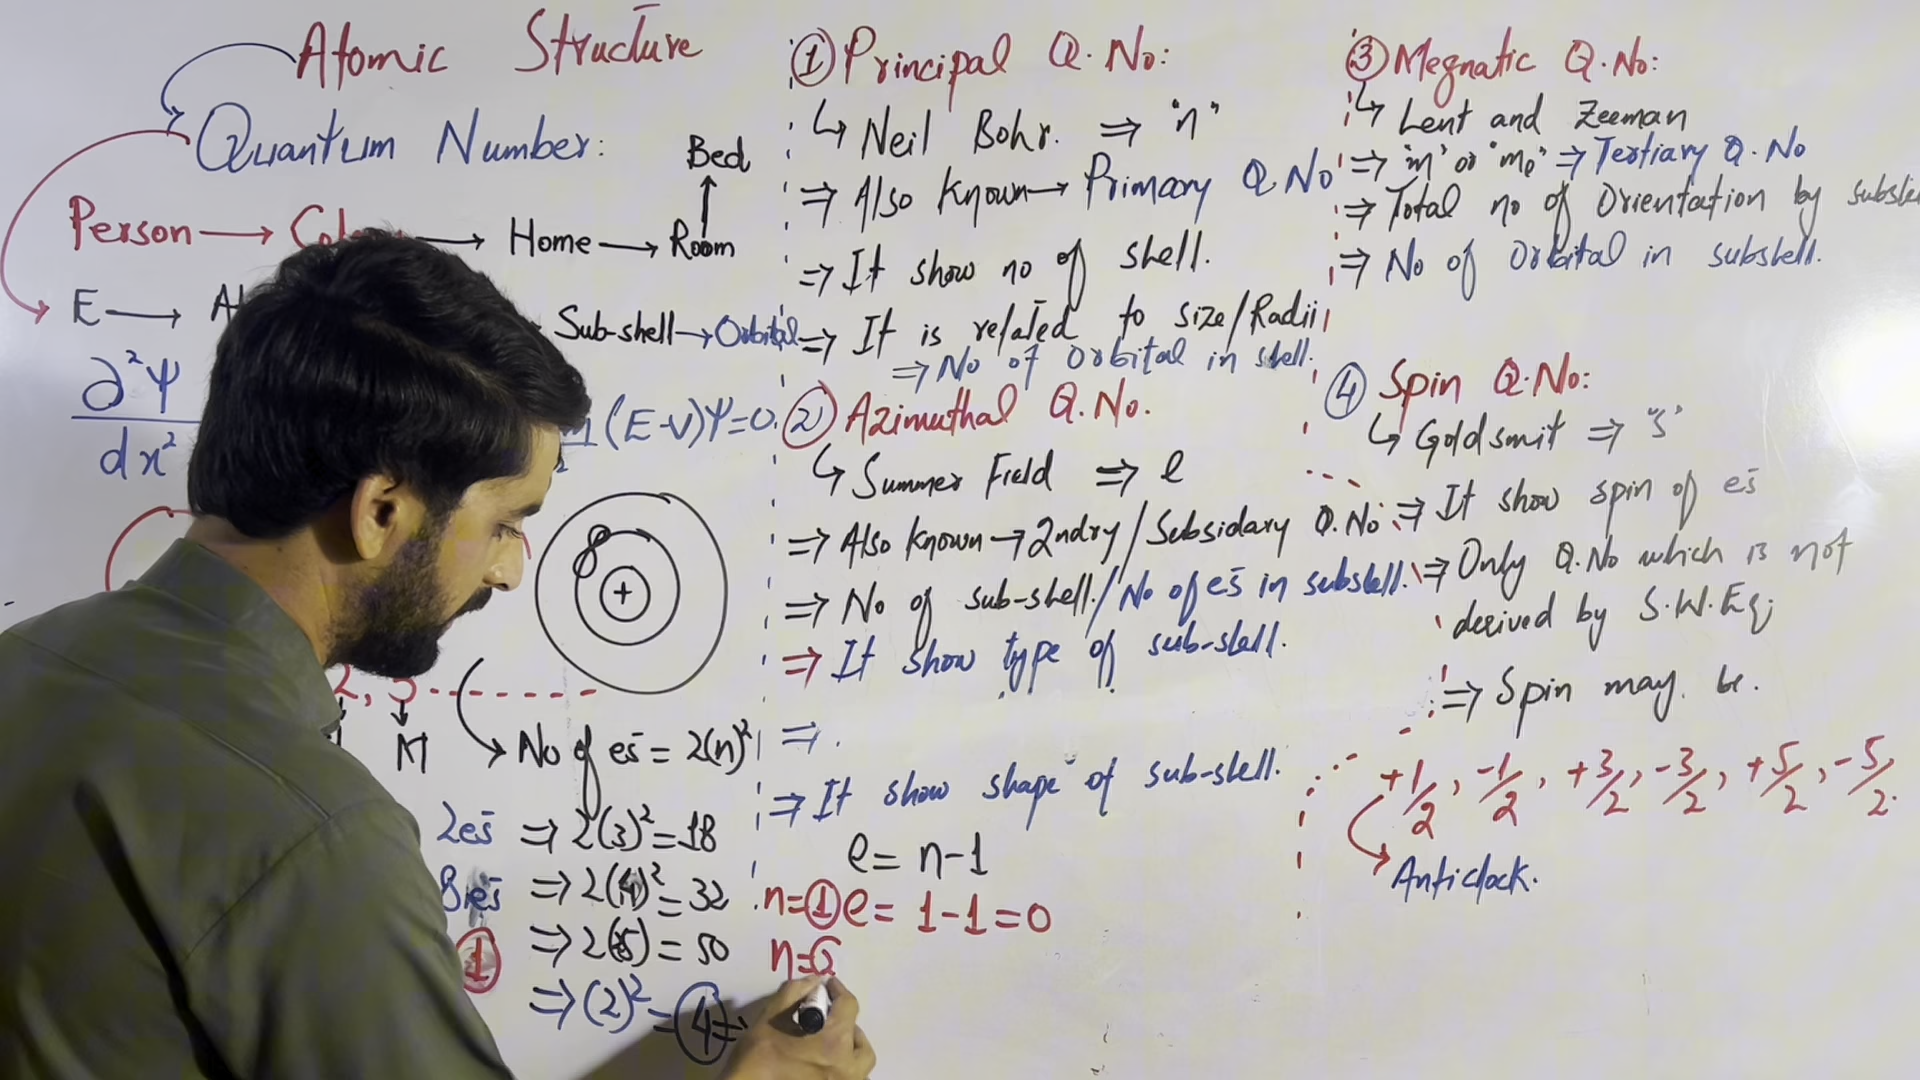 Atomic Structure
Quantum Number:
Bed
Person → → Home → Room
E → Sub-shell → Orbital
∂²Ψ
dx²
(E-V)Ψ=0
8
+
2, 3 - - - - - -
M
No of es̄ = 2(n)²
2es̄ ⇒ 2(3)²=18
8es̄ ⇒ 2(4)²=32
⇒ 2(5)=50
1
⇒ (2)²=4=
① Principal Q.No:
↳ Neil Bohr. ⇒ "n"
⇒ Also Known → Primary Q No
⇒ It show no of shell.
⇒ It is related to size/Radii
⇒ No of Orbital in shell.
② Azimuthal Q.No.
↳ Summer Field ⇒ l
⇒ Also Known → 2ndry/Subsidary Q.No
⇒ No of sub-shell./No of es̄ in subshell.
⇒ It show type of sub-shell.
⇒.
⇒ It show shape of sub-shell.
l= n-1
n=① l= 1-1=0
n=
③ Megnatic Q.No:
↳ Lent and Zeeman
⇒ "m" or "mₗ" ⇒ Tertiary Q.No
⇒ Total no of Orientation by
⇒ No of Orbital in subshell.
④ Spin Q.No:
↳ Goldsmit ⇒ "s"
⇒ It show spin of es̄
⇒ Only Q.No which is not
derived by S.W.Eq;
⇒ Spin may be.
+1/2, -1/2, +3/2, -3/2, +5/2, -5/2.
Anticlock.